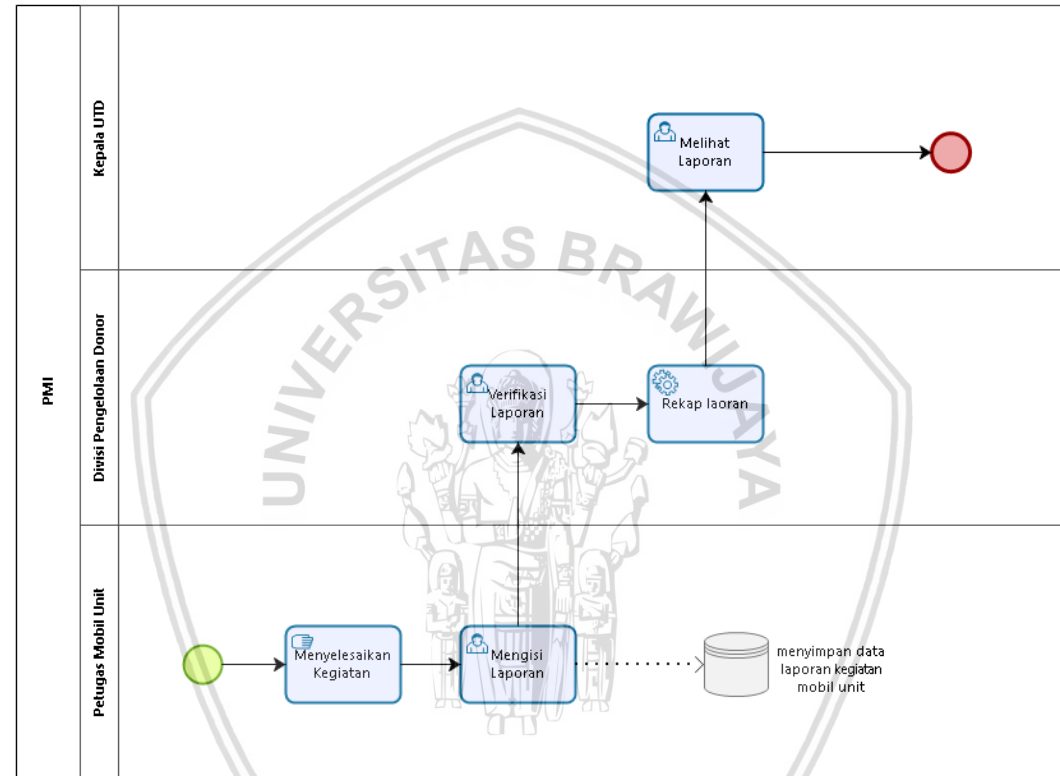 PMI
Kepala UTD
Melihat
Laporan
Divisi Pengelolaan Donor
Verifikasi
Laporan
Rekap laoran
Petugas Mobil Unit
Menyelesaikan
Kegiatan
Mengisi
Laporan
menyimpan data
laporan kegiatan
mobil unit
UNIVERSITAS BRAWIJAYA